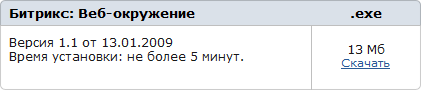 Битрикс: Веб-окружение .exe
Версия 1.1 от 13.01.2009
Время установки: не более 5 минут.
13 Мб
Скачать